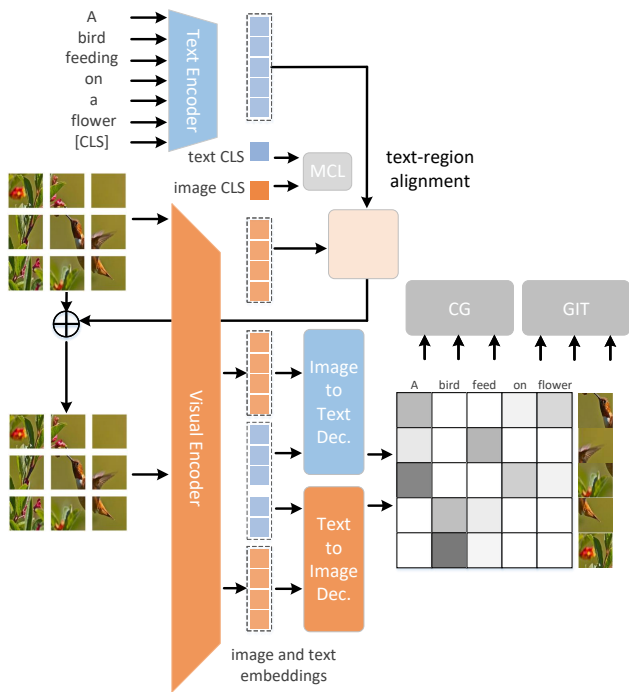 A
bird
feeding
on
a
flower
[CLS]
Text Encoder
text CLS
image CLS
MCL
text-region
alignment
CG
GIT
Visual Encoder
Image
to
Text
Dec.
Text
to
Image
Dec.
A bird feed on flower
image and text
embeddings